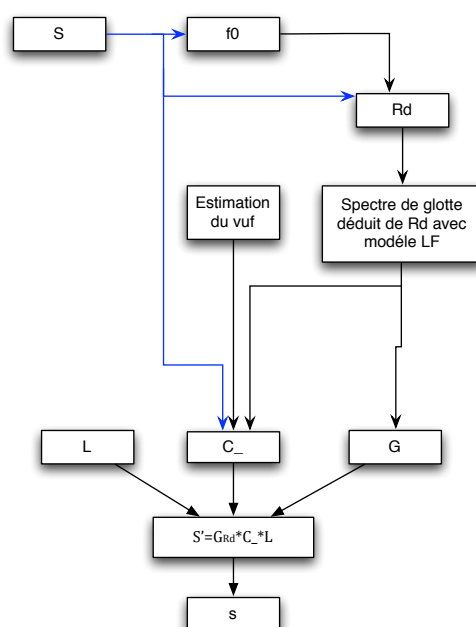 S
f0
Rd
Estimation
du vuf
Spectre de glotte
déduit de Rd avec
modéle LF
L
C_
G
S'=GRd*C_*L
s